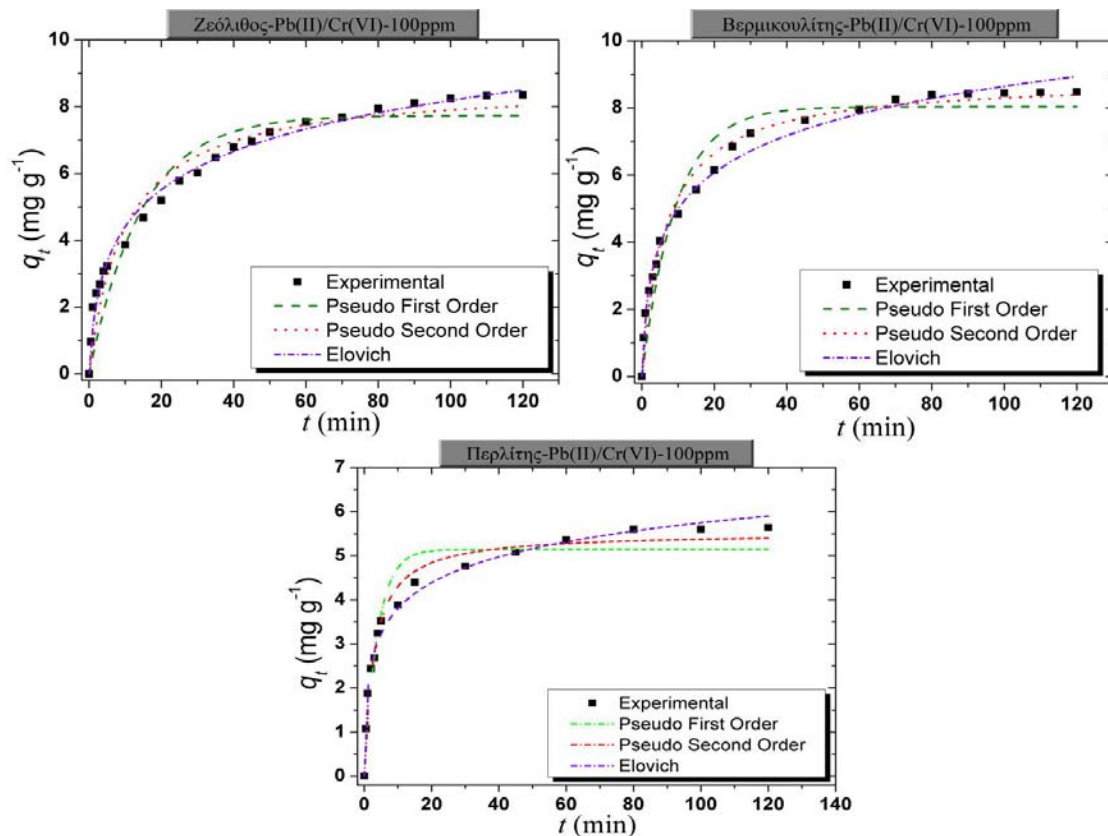 Ζεόλιθος-Pb(II)/Cr(VI)-100ppm
8
6
4
2
0
q_t (mg g⁻¹)
Experimental
Pseudo First Order
Pseudo Second Order
Elovich
0 20 40 60 80 100 120
t (min)
Βερμικουλίτης-Pb(II)/Cr(VI)-100ppm
8
6
4
2
0
q_t (mg g⁻¹)
Experimental
Pseudo First Order
Pseudo Second Order
Elovich
0 20 40 60 80 100 120
t (min)
Περλίτης-Pb(II)/Cr(VI)-100ppm
7
6
5
4
3
2
1
0
q_t (mg g⁻¹)
Experimental
Pseudo First Order
Pseudo Second Order
Elovich
0 20 40 60 80 100 120 140
t (min)